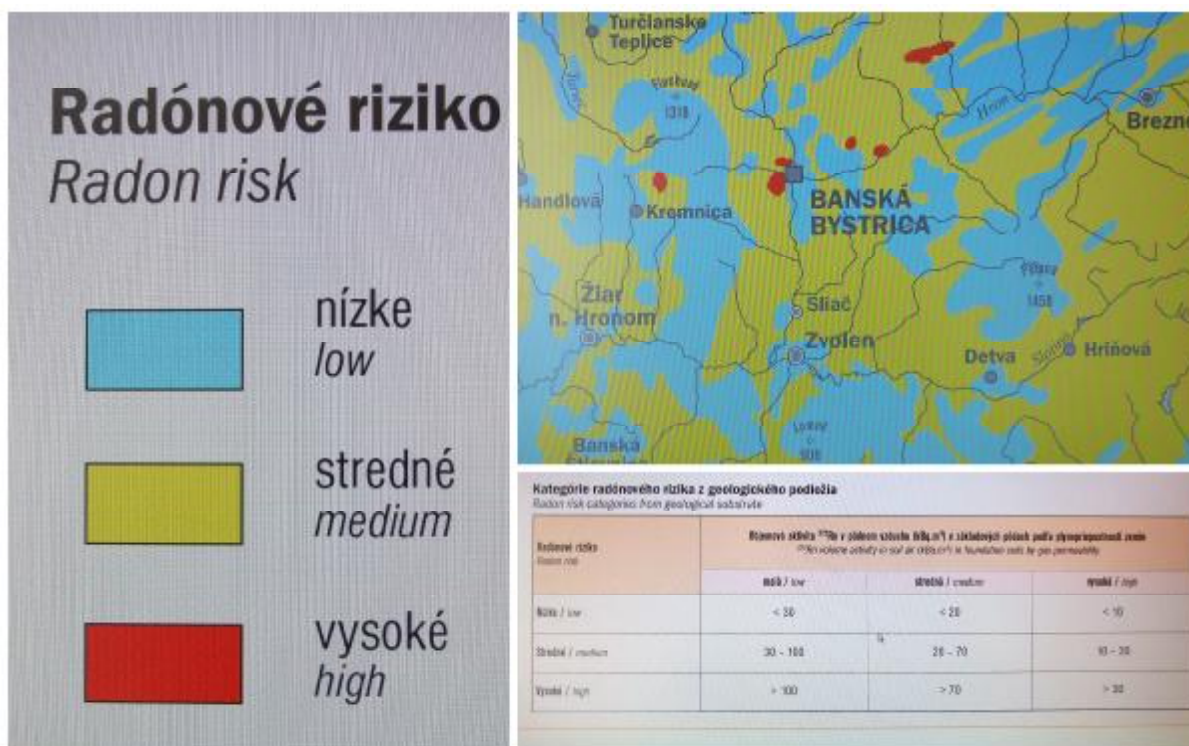 Radónové riziko
Radon risk
nízke
low
stredné
medium
vysoké
high
Turčianske
Teplice
1318
Hron
Brezno
Handlová
Kremnica
BANSKÁ
BYSTRICA
Žiar
n. Hronom
Sliač
Zvolen
1458
Detva
Hriňová
Banská
Kategórie radónového rizika z geologického podložia
Radon risk categories from geological substrate
Radónové riziko
Radon risk
malá / low
stredná / medium
vysoká / high
Nízke / low
< 30
< 20
< 10
Stredné / medium
30 - 100
20 - 70
Vysoké / high
> 100
> 70
> 30